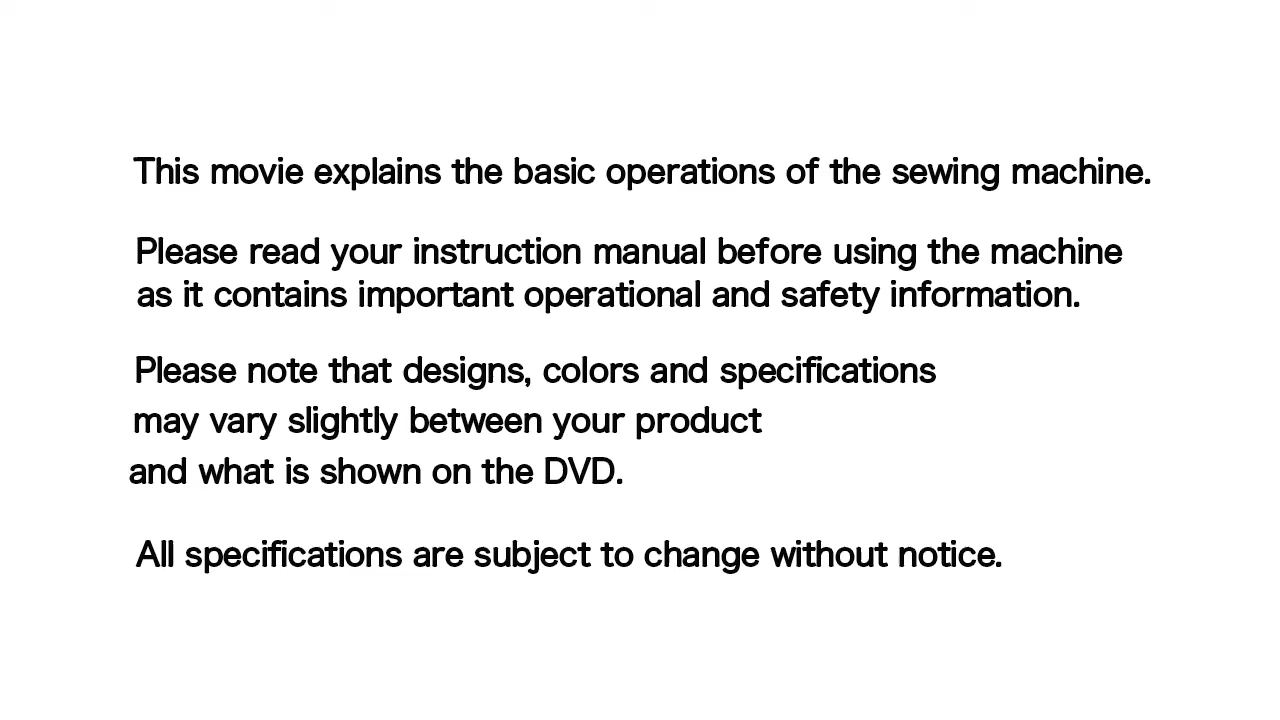 This movie explains the basic operations of the sewing machine.
Please read your instruction manual before using the machine
as it contains important operational and safety information.
Please note that designs, colors and specifications
may vary slightly between your product
and what is shown on the DVD.
All specifications are subject to change without notice.